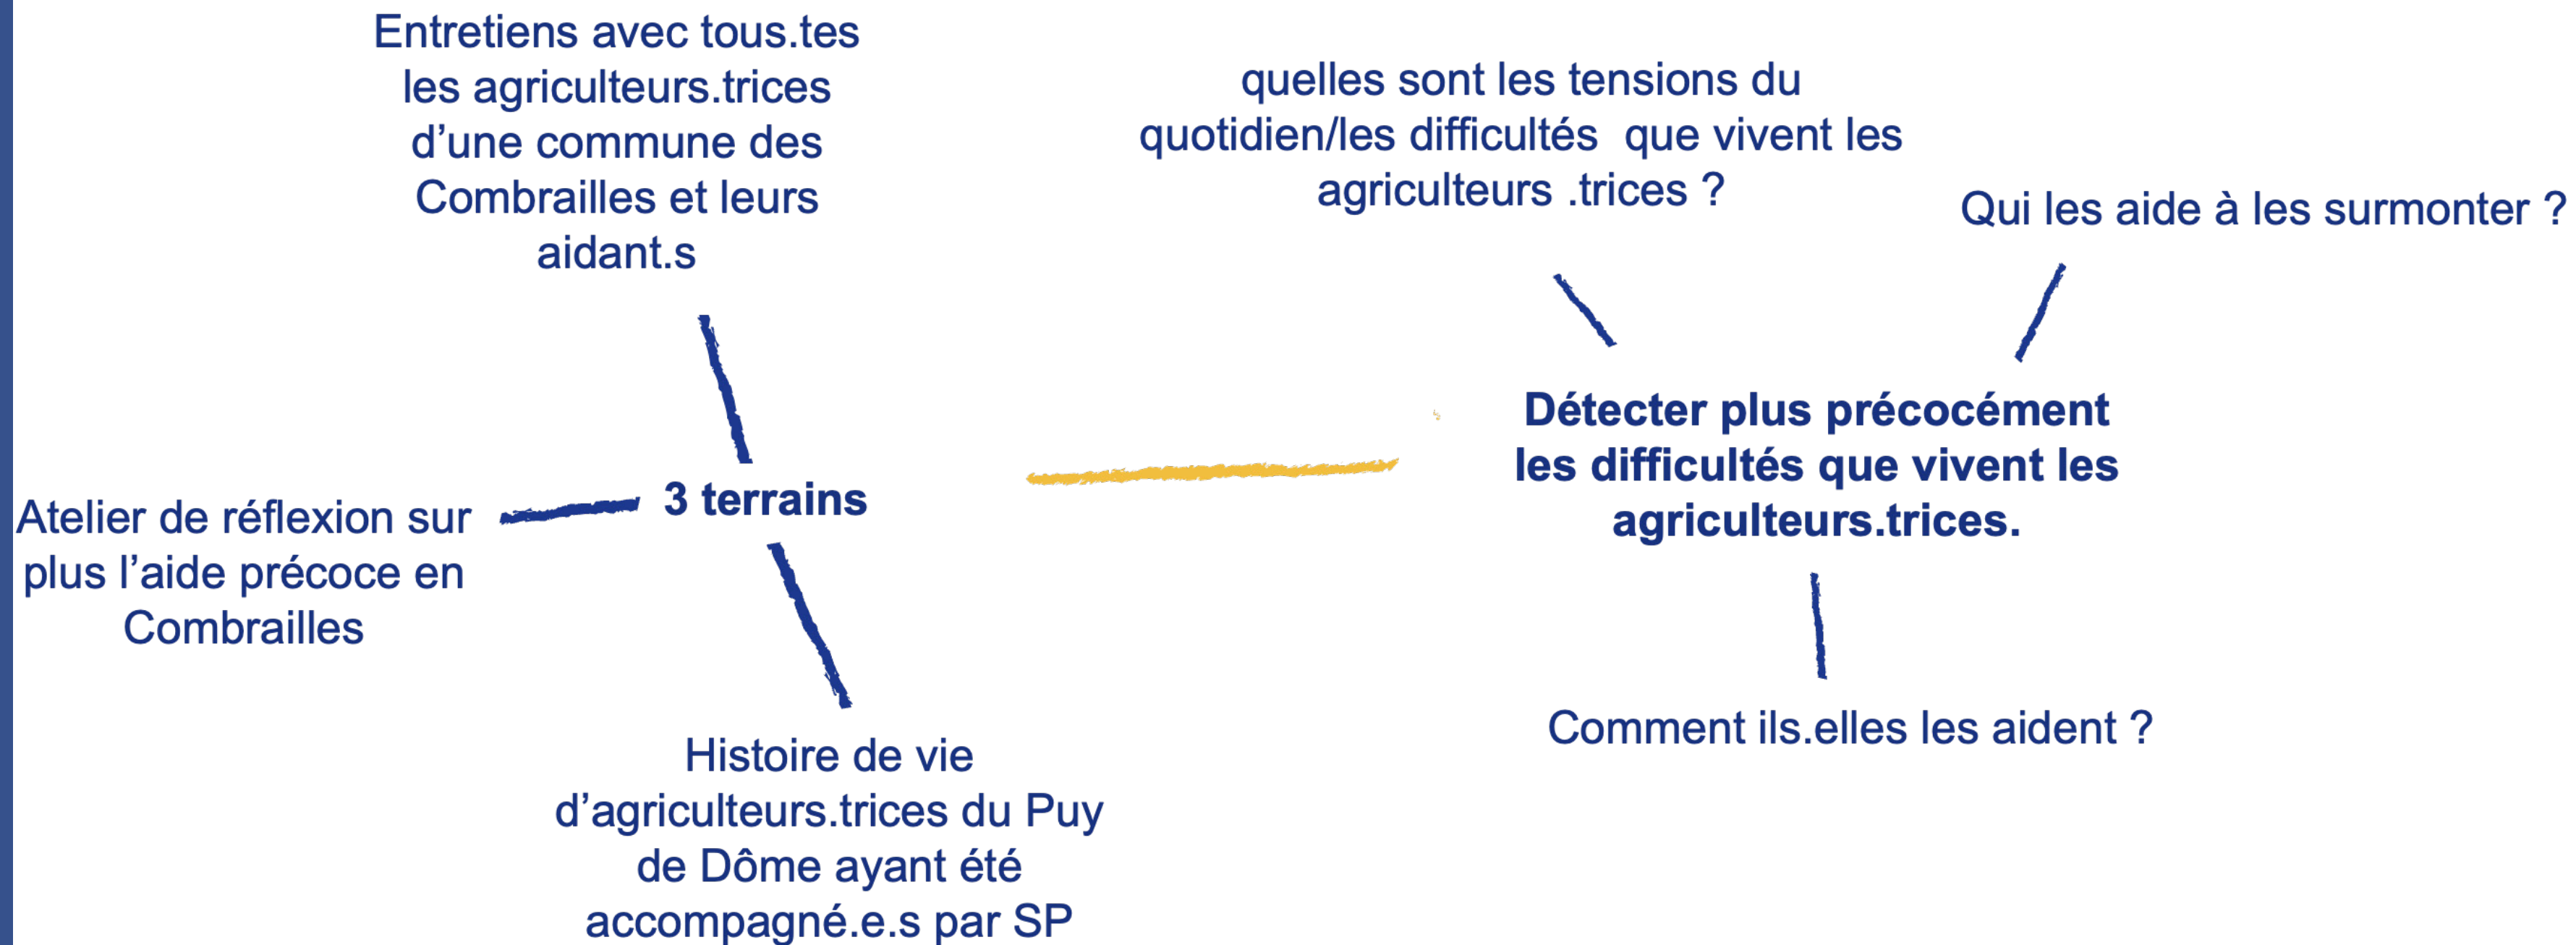 Entretiens avec tous.tes
les agriculteurs.trices
d’une commune des
Combrailles et leurs
aidant.s
quelles sont les tensions du
quotidien/les difficultés  que vivent les
agriculteurs .trices ?
Qui les aide à les surmonter ?
3 terrains
Atelier de réflexion sur
plus l’aide précoce en
Combrailles
Détecter plus précocément
les difficultés que vivent les
agriculteurs.trices.
Histoire de vie
d’agriculteurs.trices du Puy
de Dôme ayant été
accompagné.e.s par SP
Comment ils.elles les aident ?